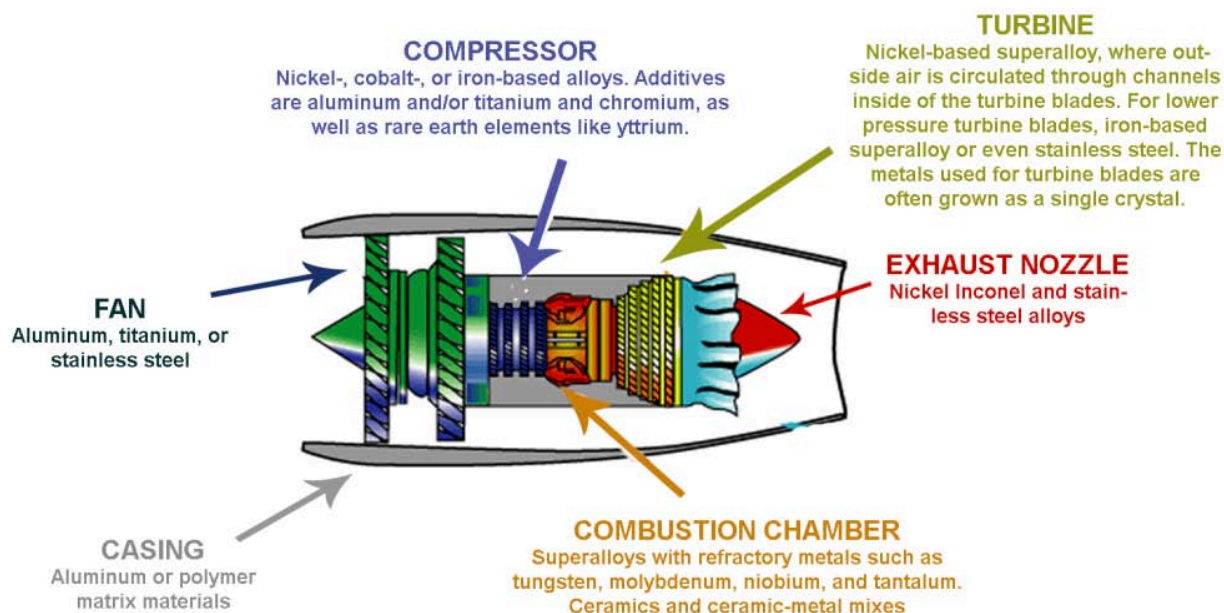 COMPRESSOR
Nickel-, cobalt-, or iron-based alloys. Additives
are aluminum and/or titanium and chromium, as
well as rare earth elements like yttrium.
TURBINE
Nickel-based superalloy, where out-
side air is circulated through channels
inside of the turbine blades. For lower
pressure turbine blades, iron-based
superalloy or even stainless steel. The
metals used for turbine blades are
often grown as a single crystal.
FAN
Aluminum, titanium, or
stainless steel
EXHAUST NOZZLE
Nickel Inconel and stain-
less steel alloys
CASING
Aluminum or polymer
matrix materials
COMBUSTION CHAMBER
Superalloys with refractory metals such as
tungsten, molybdenum, niobium, and tantalum.
Ceramics and ceramic-metal mixes